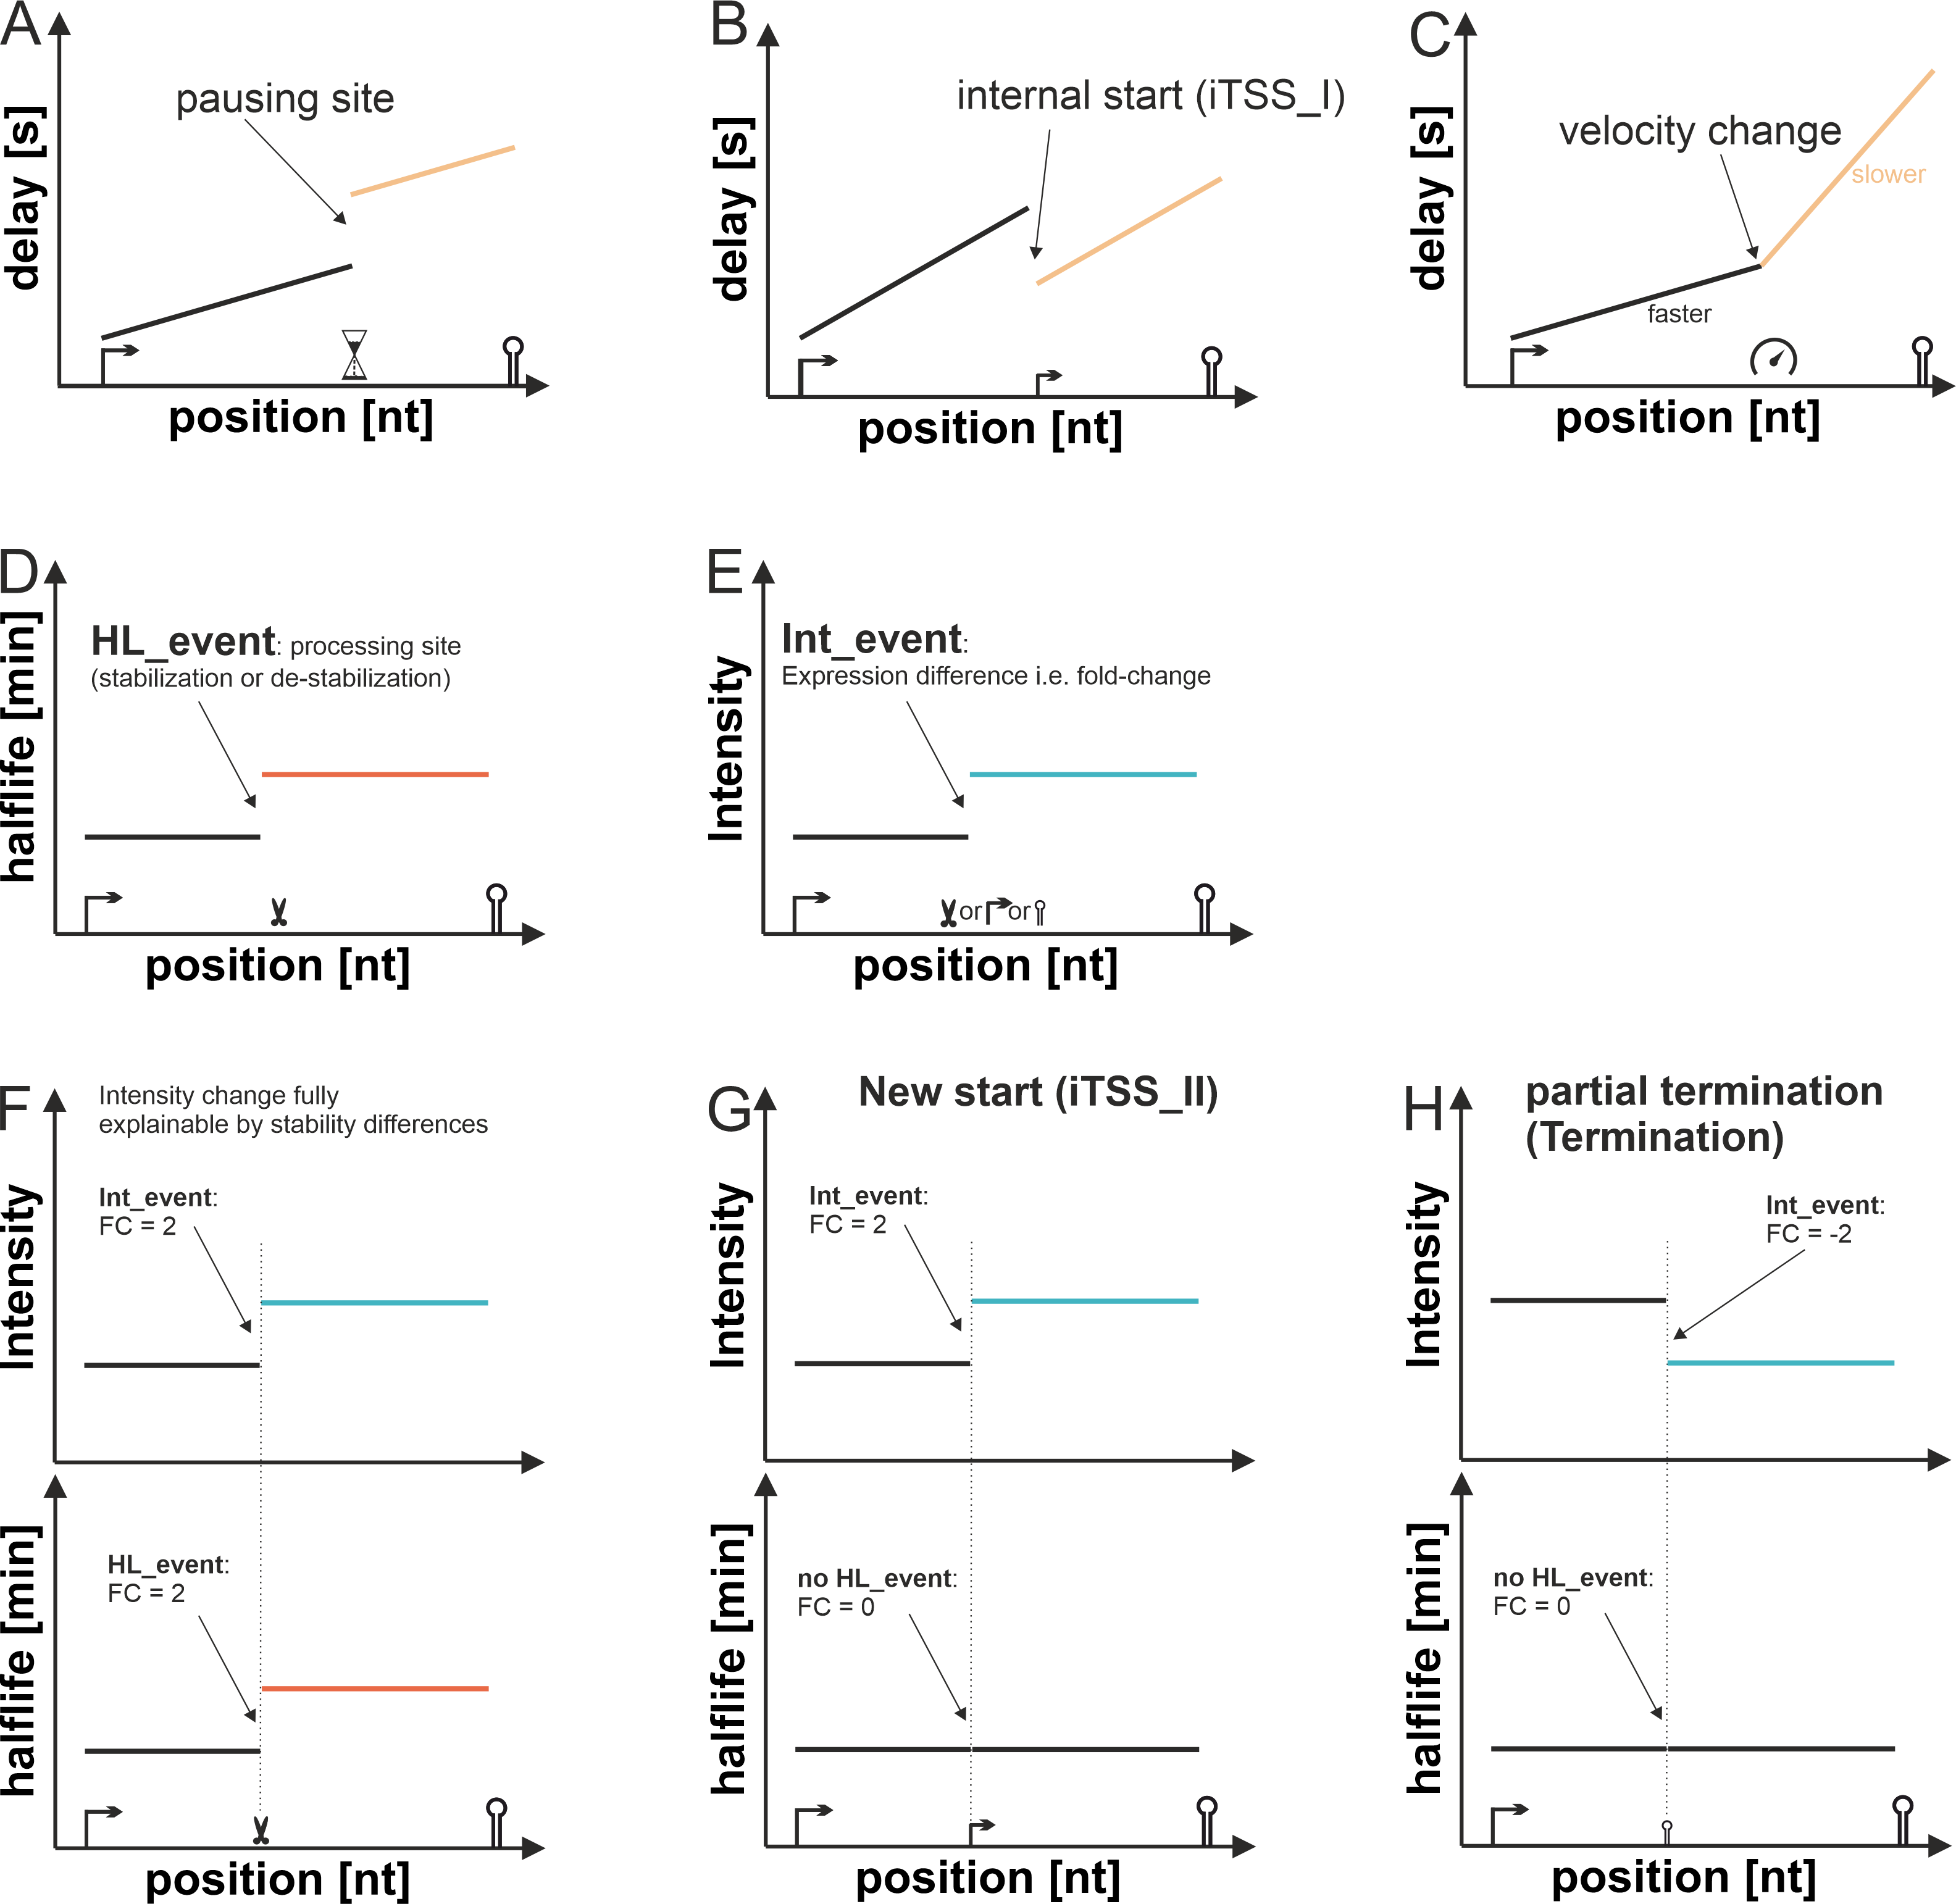 A
pausing site
delay [s]
position [nt]
B
internal start (iTSS_I)
delay [s]
position [nt]
C
velocity change
slower
faster
delay [s]
position [nt]
D
HL_event: processing site
(stabilization or de-stabilization)
halflife [min]
position [nt]
E
Int_event:
Expression difference i.e. fold-change
Intensity
or or
position [nt]
F
Intensity change fully
explainable by stability differences
Int_event:
FC = 2
Intensity
HL_event:
FC = 2
halflife [min]
position [nt]
G
New start (iTSS_II)
Int_event:
FC = 2
Intensity
no HL_event:
FC = 0
halflife [min]
position [nt]
H
partial termination
(Termination)
Int_event:
FC = -2
Intensity
no HL_event:
FC = 0
halflife [min]
position [nt]